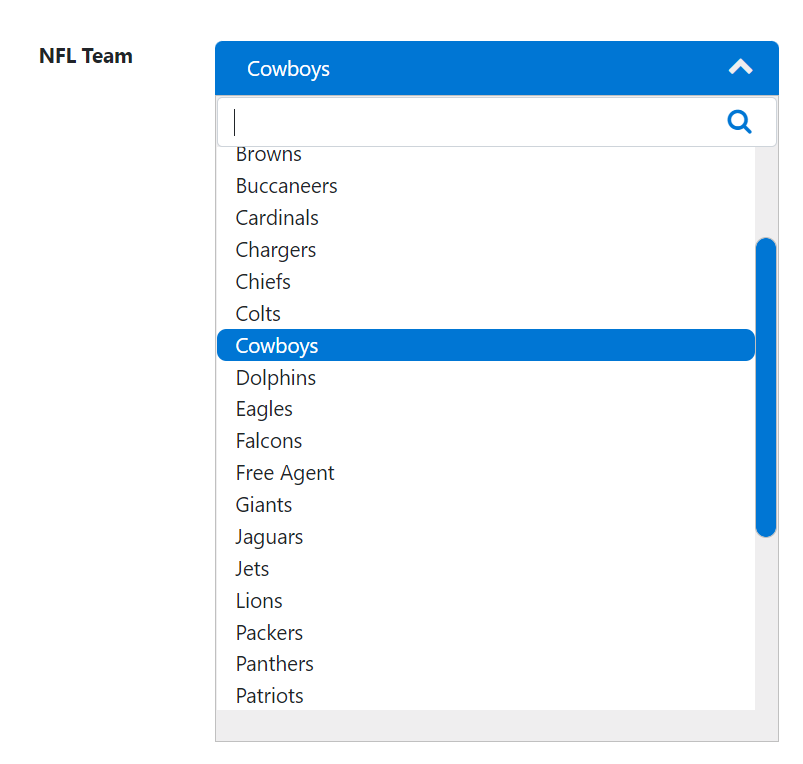 NFL Team
Cowboys
Browns
Buccaneers
Cardinals
Chargers
Chiefs
Colts
Cowboys
Dolphins
Eagles
Falcons
Free Agent
Giants
Jaguars
Jets
Lions
Packers
Panthers
Patriots